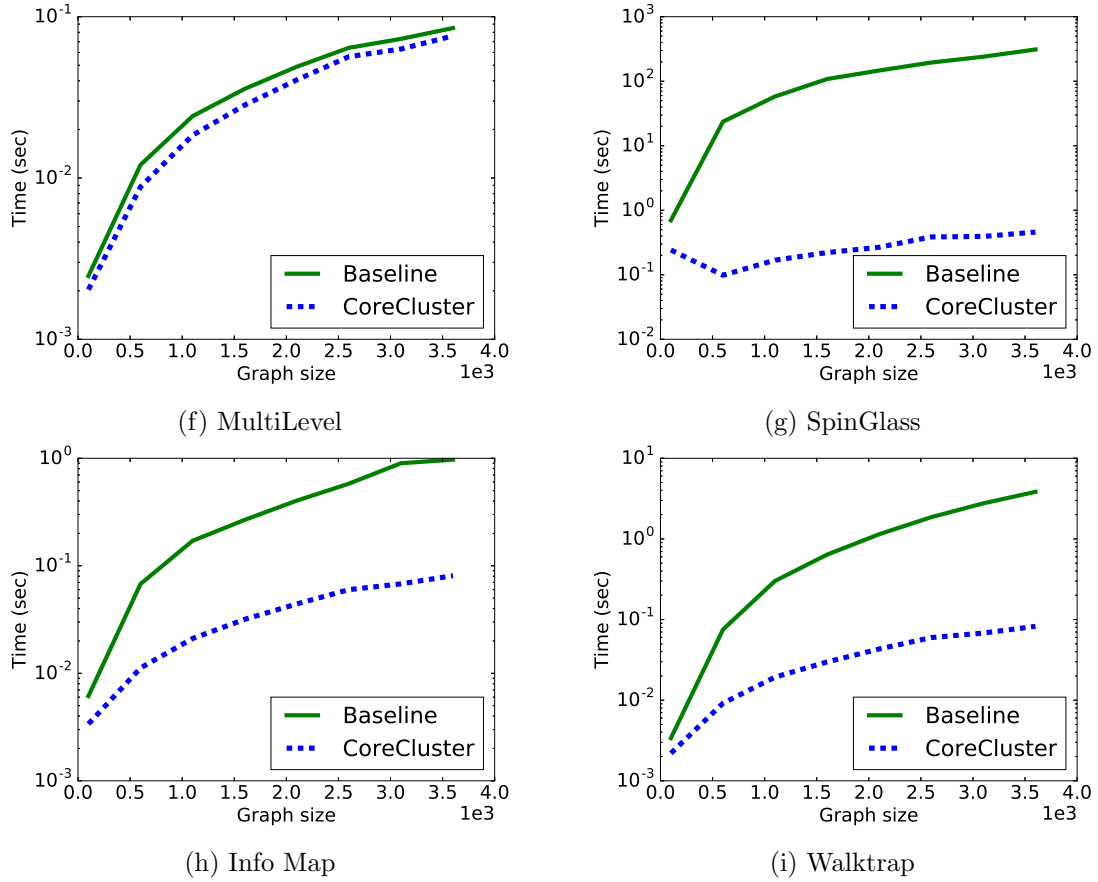 10^-1
10^-2
10^-3
Time (sec)
Baseline
CoreCluster
0.0 0.5 1.0 1.5 2.0 2.5 3.0 3.5 4.0
Graph size 1e3
(f) MultiLevel
10^3
10^2
10^1
10^0
10^-1
10^-2
Time (sec)
Baseline
CoreCluster
0.0 0.5 1.0 1.5 2.0 2.5 3.0 3.5 4.0
Graph size 1e3
(g) SpinGlass
10^0
10^-1
10^-2
10^-3
Time (sec)
Baseline
CoreCluster
0.0 0.5 1.0 1.5 2.0 2.5 3.0 3.5 4.0
Graph size 1e3
(h) Info Map
10^1
10^0
10^-1
10^-2
10^-3
Time (sec)
Baseline
CoreCluster
0.0 0.5 1.0 1.5 2.0 2.5 3.0 3.5 4.0
Graph size 1e3
(i) Walktrap